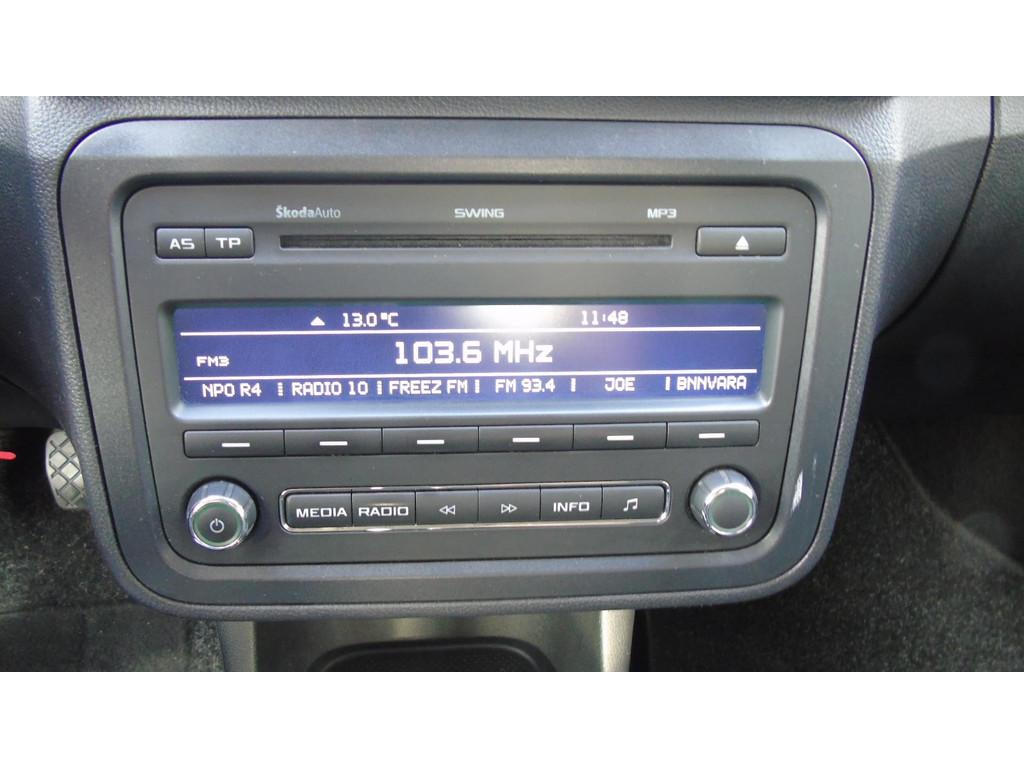 ŠkodaAuto SWING MP3
AS TP
13.0°C 11:48
FM3 103.6 MHz
NPO R4 RADIO 10 FREEZ FM FM 93.4 JOE BNNVARA
MEDIA RADIO INFO